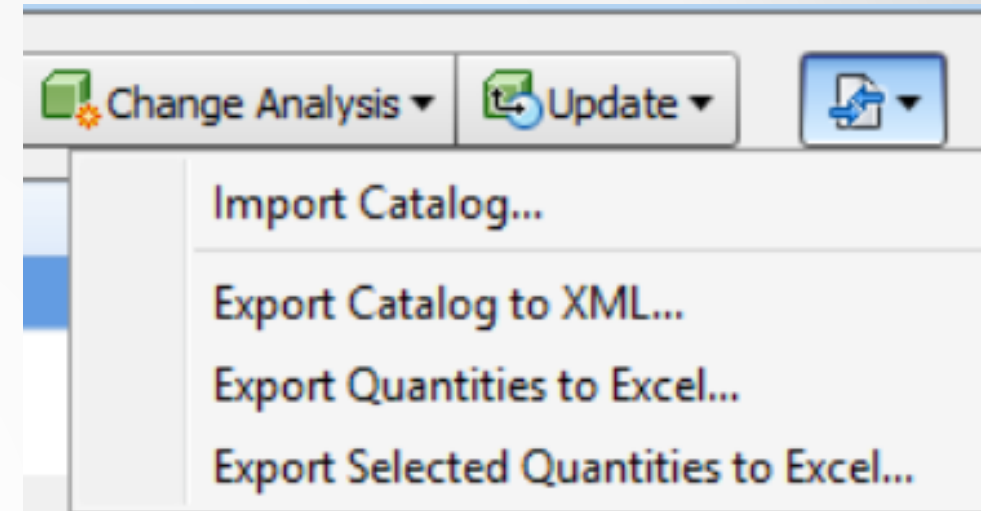 Change Analysis Update
Import Catalog...
Export Catalog to XML...
Export Quantities to Excel...
Export Selected Quantities to Excel...